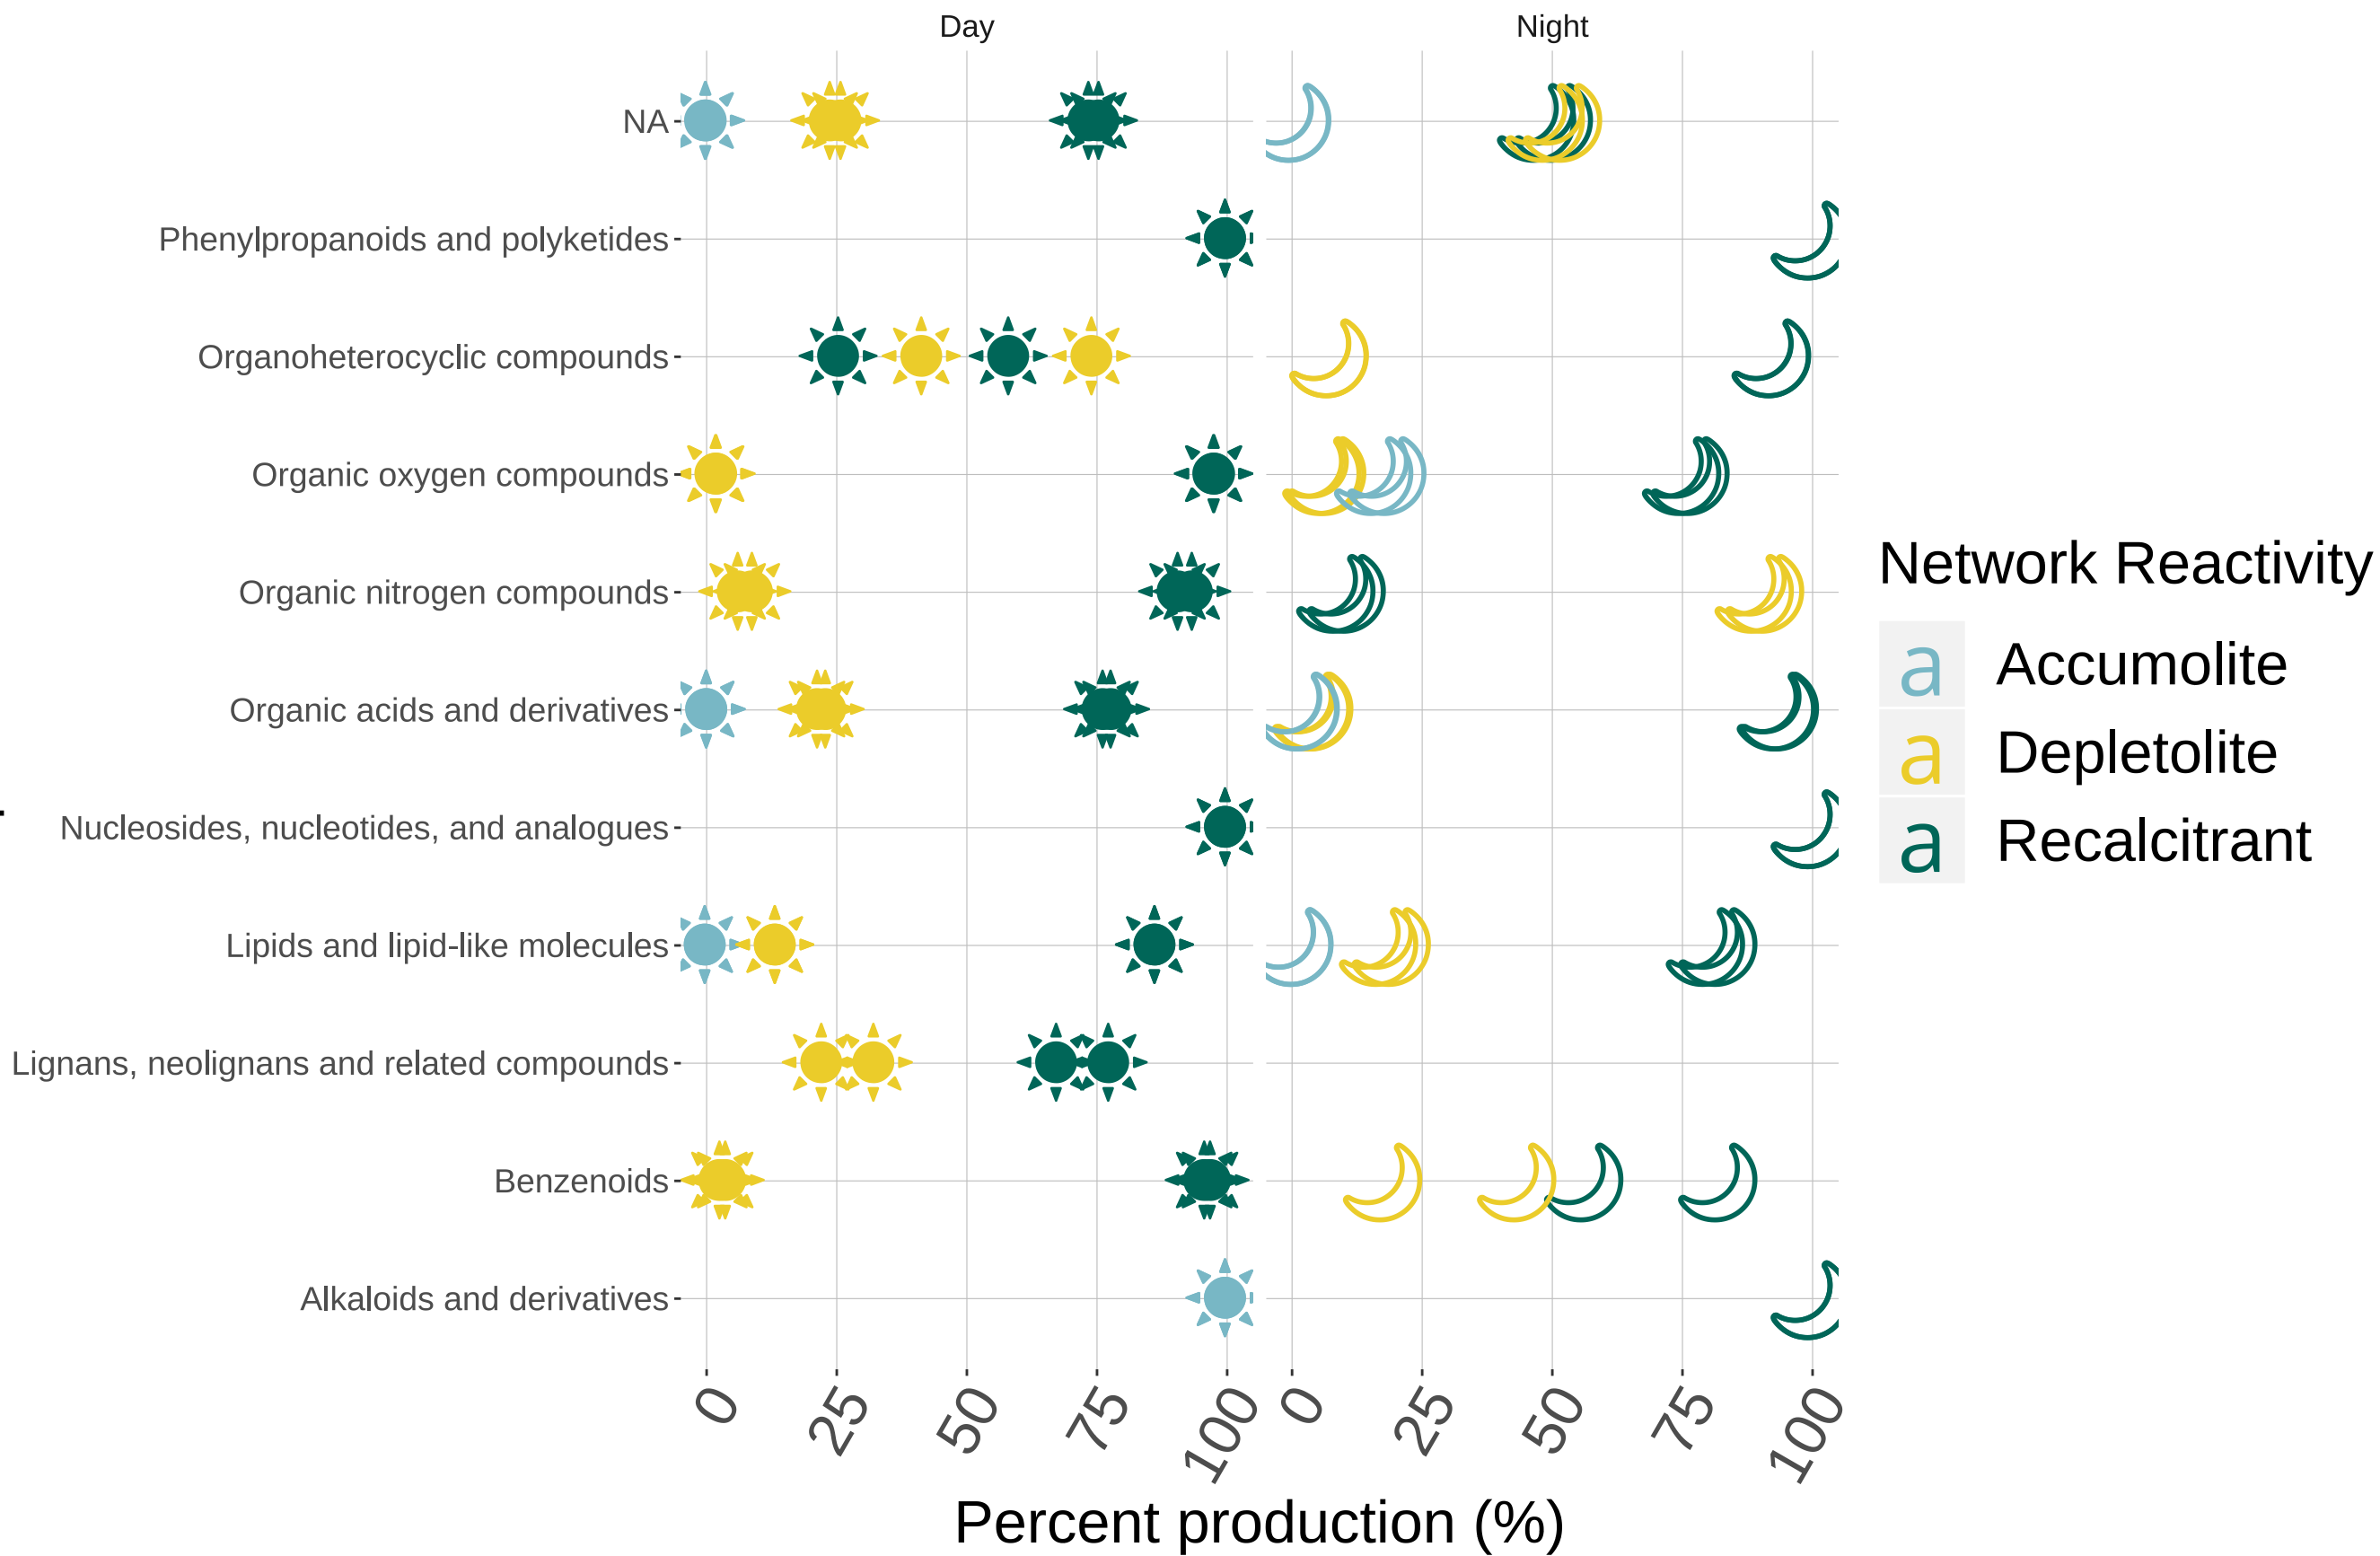 Day
Night
NA
Phenylpropanoids and polyketides
Organoheterocyclic compounds
Organic oxygen compounds
Organic nitrogen compounds
Organic acids and derivatives
Nucleosides, nucleotides, and analogues
Lipids and lipid-like molecules
Lignans, neolignans and related compounds
Benzenoids
Alkaloids and derivatives
0 25 50 75 100 0 25 50 75 100
Percent production (%)
Network Reactivity
a Accumolite
a Depletolite
a Recalcitrant